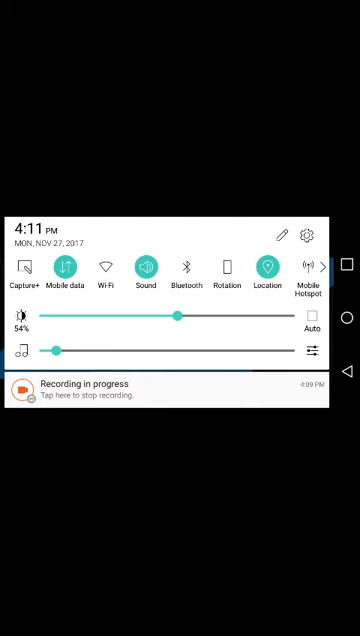 4:11 PM
MON, NOV 27, 2017
Capture+ Mobile data Wi-Fi Sound Bluetooth Rotation Location Mobile Hotspot
54% Auto
Recording in progress 4:09 PM
Tap here to stop recording.